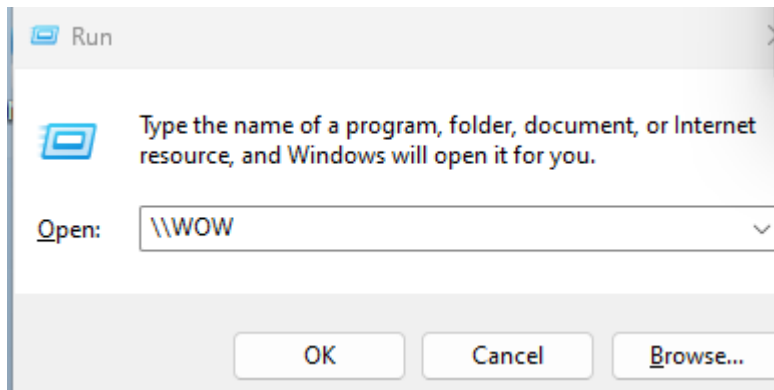 Run
Type the name of a program, folder, document, or Internet
resource, and Windows will open it for you.
Open: \\WOW
OK Cancel Browse...